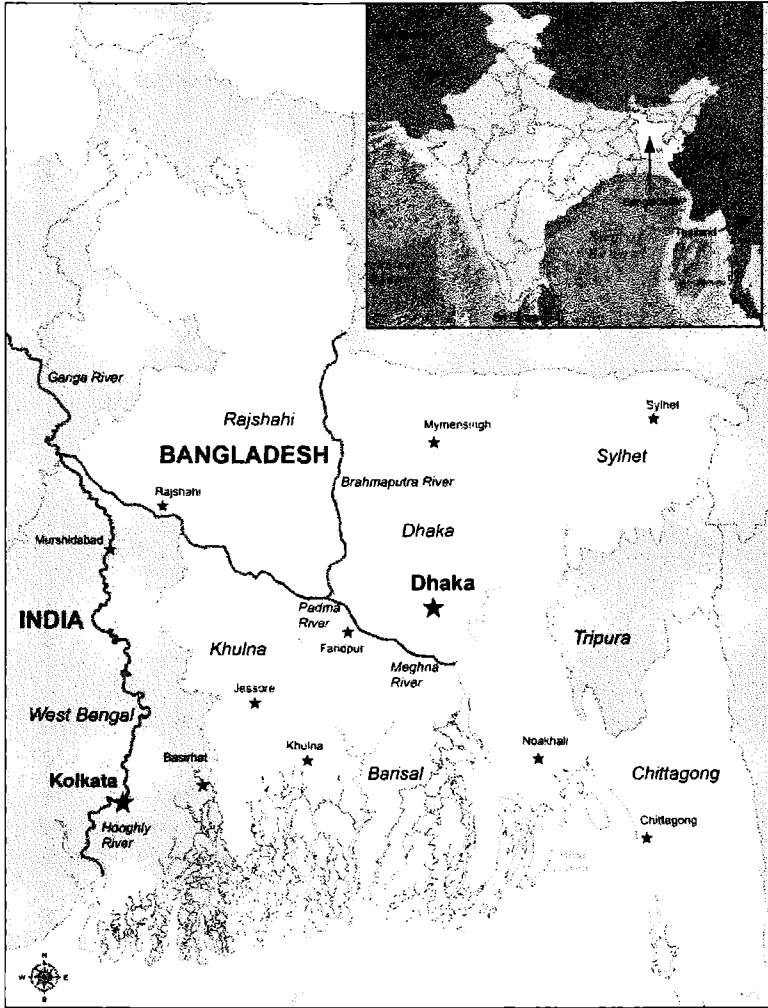 Ganga River
Rajshahi
BANGLADESH
Mymensingh
Sylhet
Sylhet
Brahmaputra River
Rajshahi
Dhaka
Murshidabad
Dhaka
INDIA
Padma
River
Faridpur
Khulna
Tripura
Meghna
River
Jessore
West Bengal
Khulna
Noakhali
Basirhat
Barisal
Chittagong
Kolkata
Hooghly
River
Chittagong
N
W
E
S
Thailand